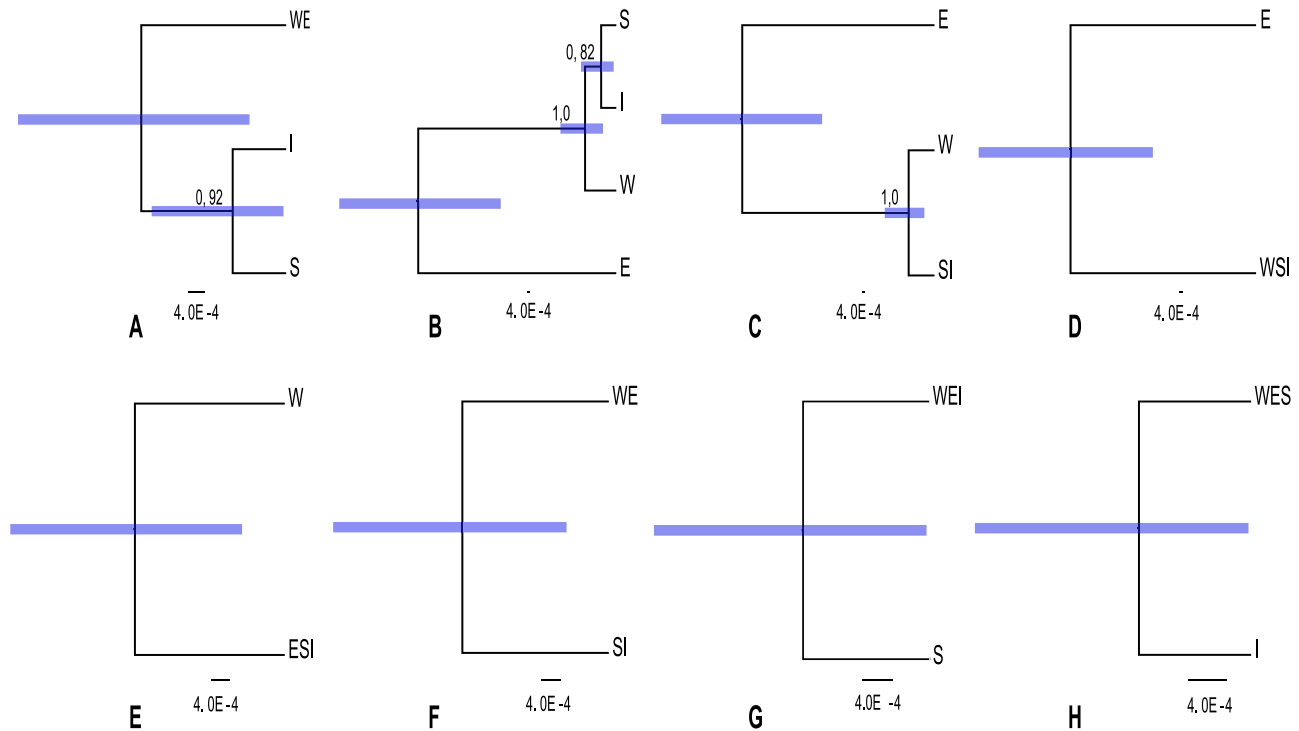 WE
I
0, 92
S
4. 0E-4
A
S
0, 82
I
1,0
W
E
4. 0E-4
B
E
W
1,0
SI
4. 0E-4
C
E
WSI
4. 0E-4
D
W
ESI
4. 0E-4
E
WE
SI
4. 0E-4
F
WEI
S
4. 0E-4
G
WES
I
4. 0E-4
H